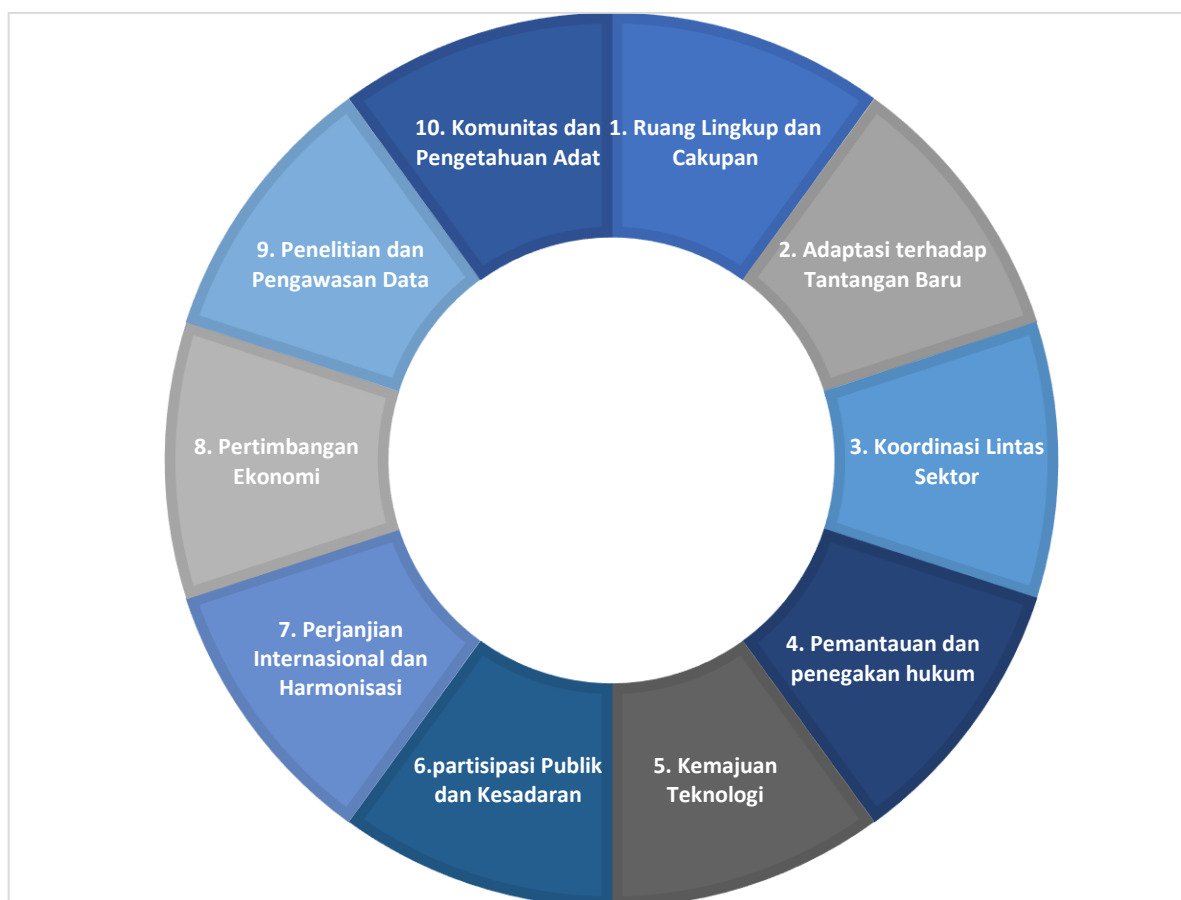 1. Ruang Lingkup dan
Cakupan
2. Adaptasi terhadap
Tantangan Baru
3. Koordinasi Lintas
Sektor
4. Pemantauan dan
penegakan hukum
5. Kemajuan
Teknologi
6.partisipasi Publik
dan Kesadaran
7. Perjanjian
Internasional dan
Harmonisasi
8. Pertimbangan
Ekonomi
9. Penelitian dan
Pengawasan Data
10. Komunitas dan
Pengetahuan Adat